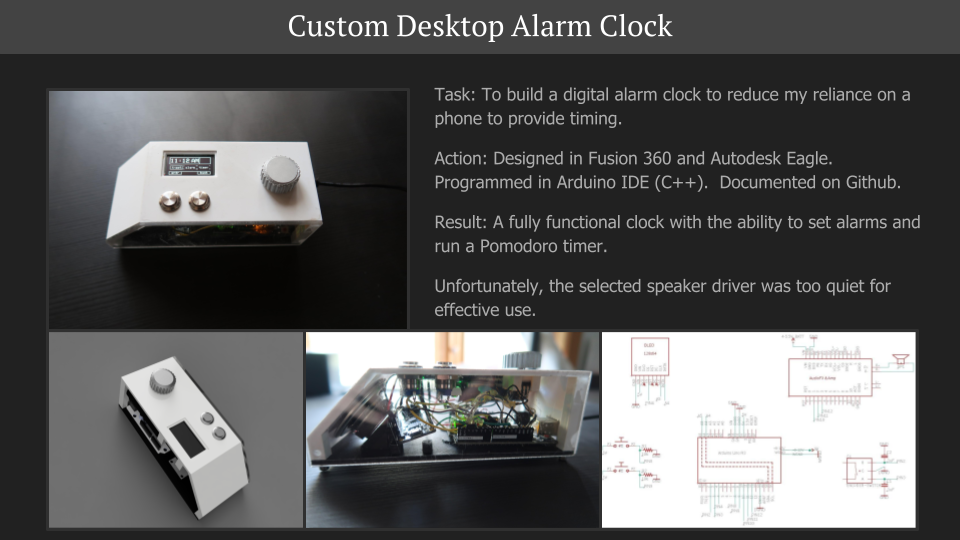 Custom Desktop Alarm Clock
Task: To build a digital alarm clock to reduce my reliance on a
phone to provide timing.
Action: Designed in Fusion 360 and Autodesk Eagle.
Programmed in Arduino IDE (C++).  Documented on Github.
Result: A fully functional clock with the ability to set alarms and
run a Pomodoro timer.
Unfortunately, the selected speaker driver was too quiet for
effective use.
11:12 AM